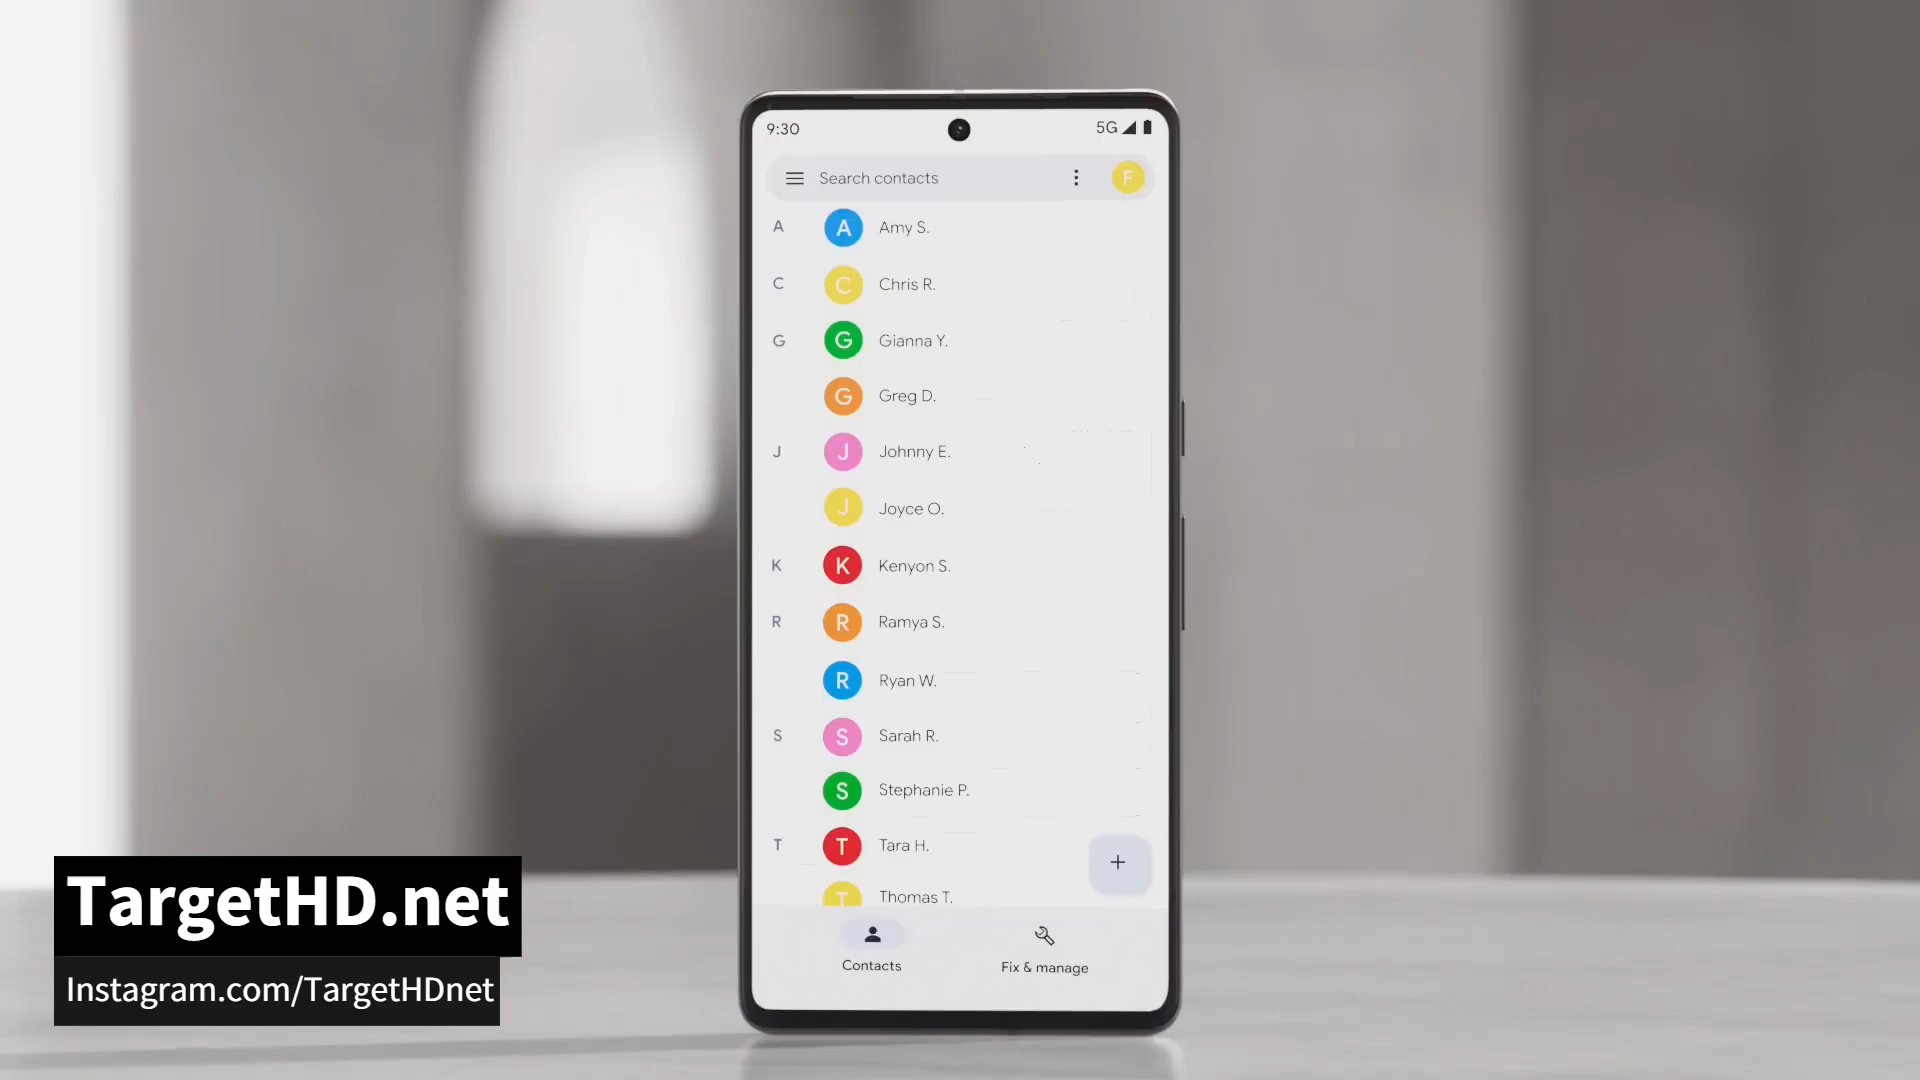 9:30
5G
Search contacts
F
A
A
Amy S.
C
C
Chris R.
G
G
Gianna Y.
G
Greg D.
J
J
Johnny E.
J
Joyce O.
K
K
Kenyon S.
R
R
Ramya S.
R
Ryan W.
S
S
Sarah R.
S
Stephanie P.
T
T
Tara H.
T
Thomas T.
+
Contacts
Fix & manage
TargetHD.net
Instagram.com/TargetHDnet